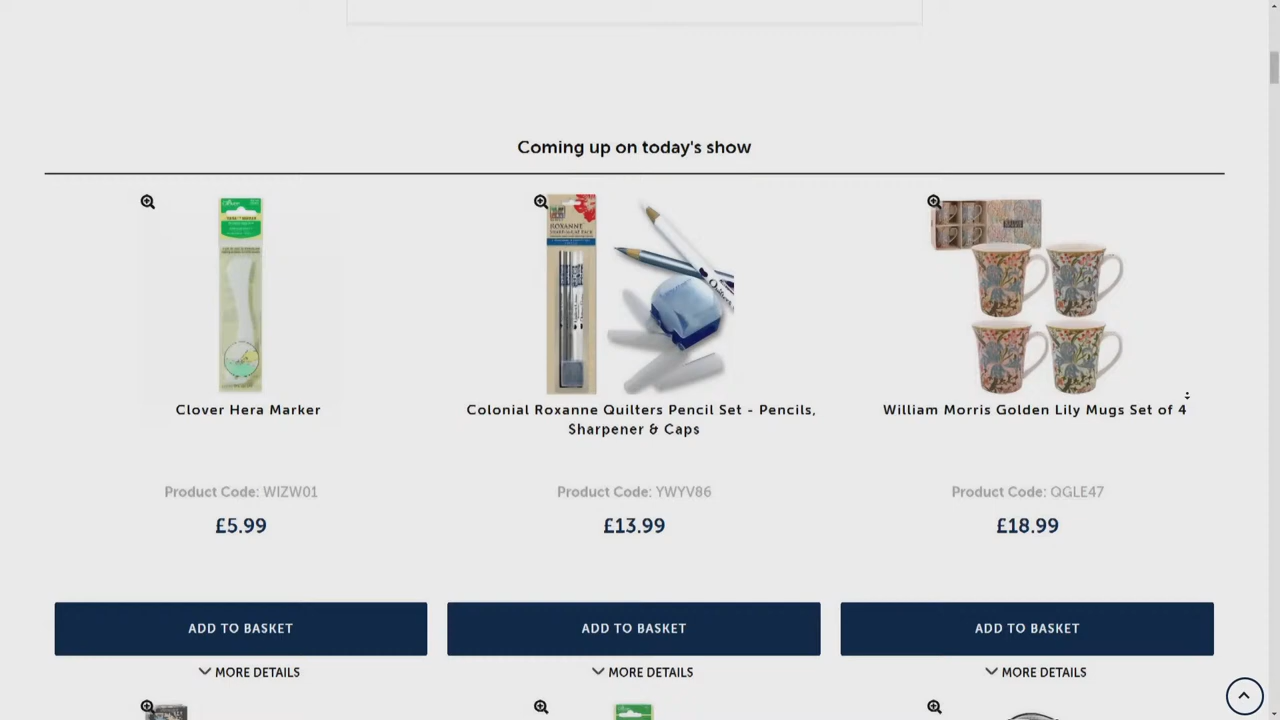 Coming up on today's show
Clover Hera Marker
Product Code: WIZW01
£5.99
ADD TO BASKET
MORE DETAILS
ROXANNE
Colonial Roxanne Quilters Pencil Set - Pencils,
Sharpener & Caps
Product Code: YWYV86
£13.99
ADD TO BASKET
MORE DETAILS
William Morris Golden Lily Mugs Set of 4
Product Code: QGLE47
£18.99
ADD TO BASKET
MORE DETAILS